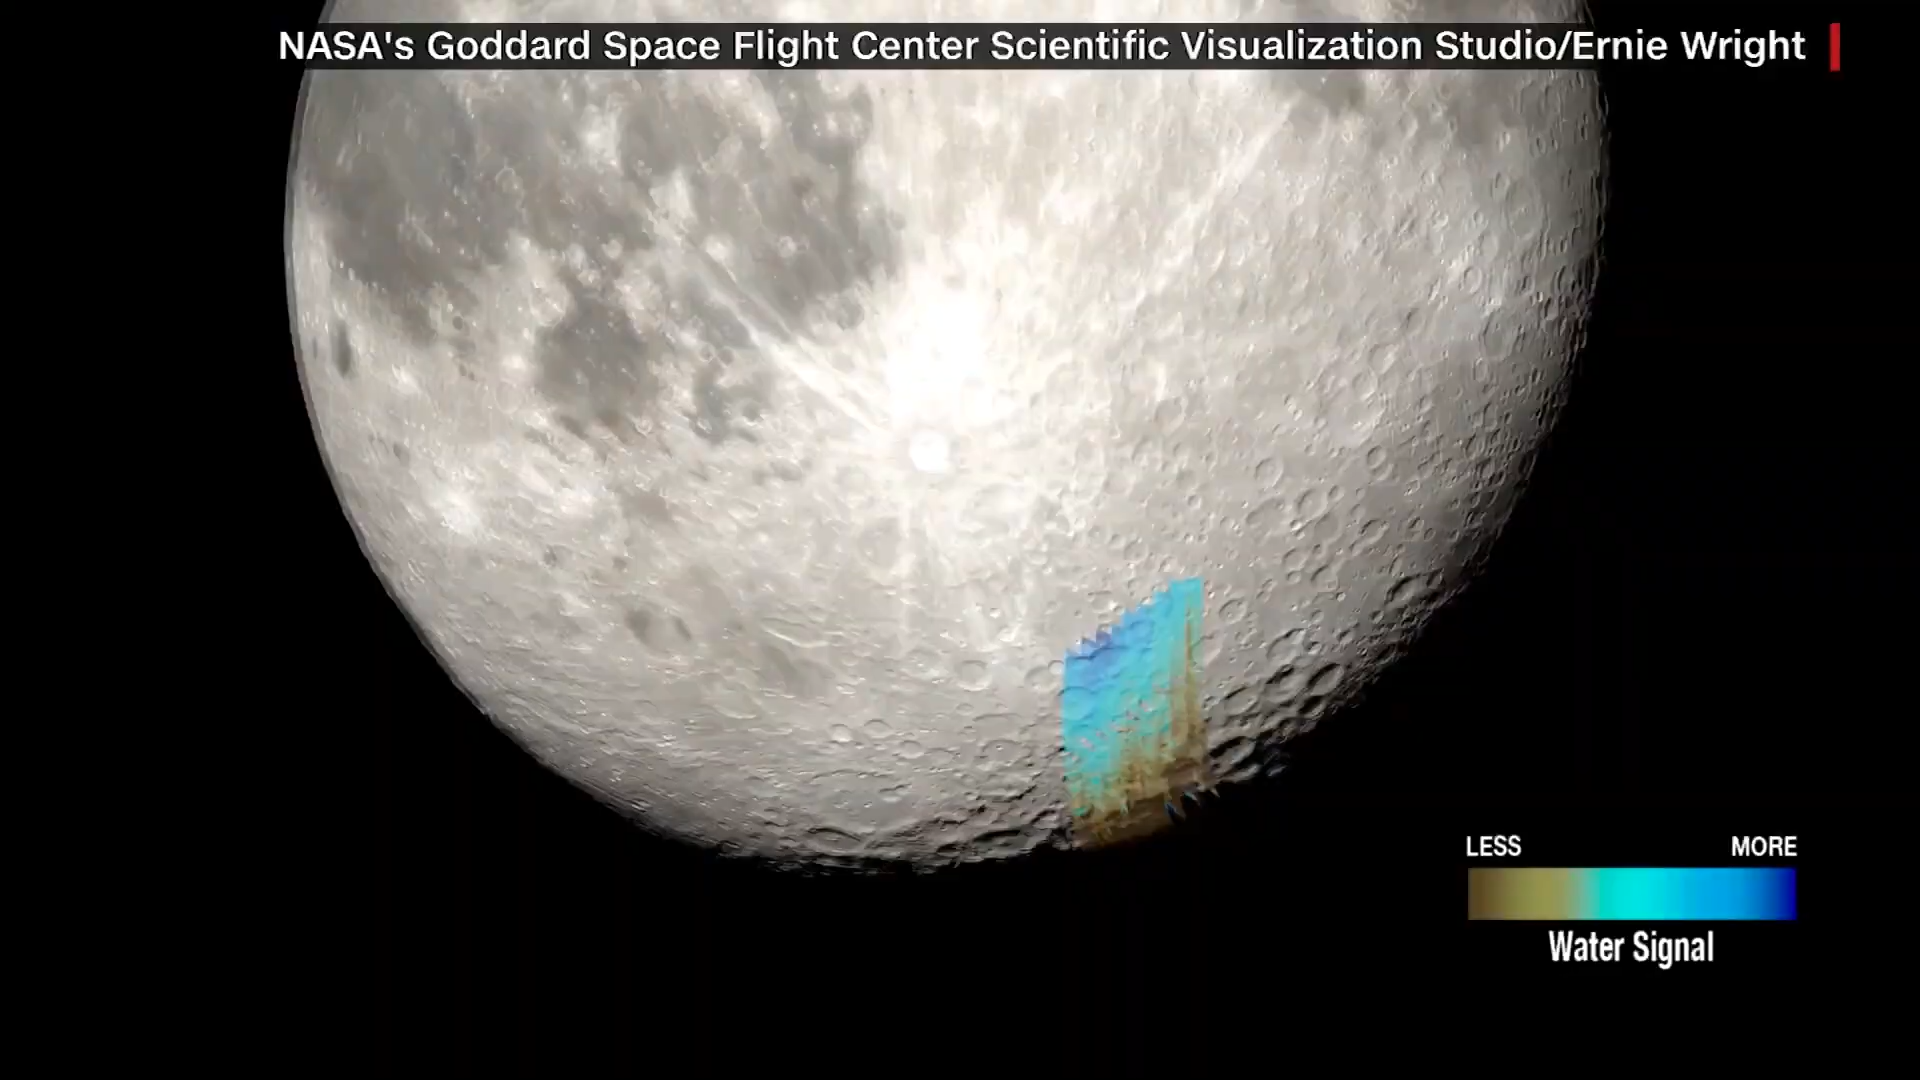 NASA's Goddard Space Flight Center Scientific Visualization Studio/Ernie Wright
LESS MORE
Water Signal